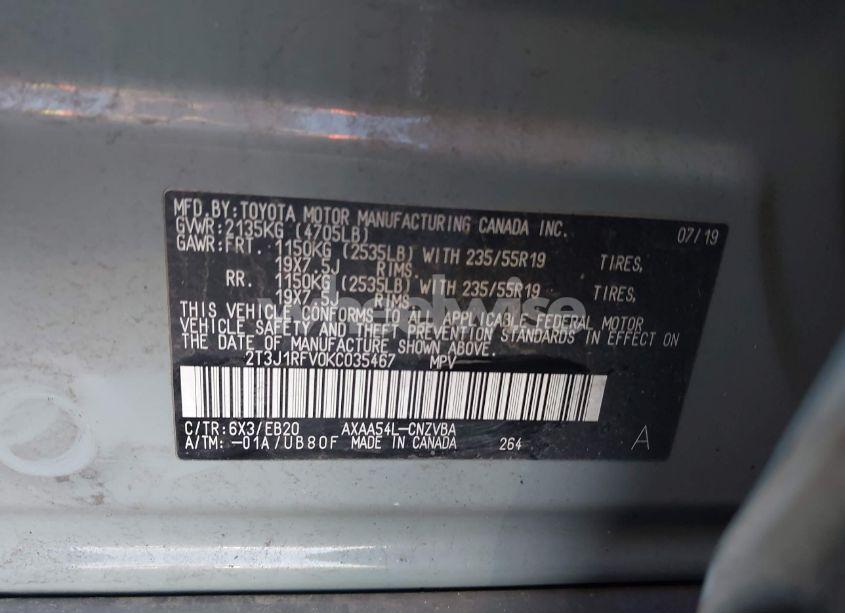 MFD.BY:TOYOTA MOTOR MANUFACTURING CANADA INC. 07/19
GVWR:2135KG (4705LB)
GAWR:FRT. 1150KG (2535LB) WITH 235/55R19 TIRES,
19X7.5J RIMS.
RR. 1150KG (2535LB) WITH 235/55R19 TIRES,
19X7.5J RIMS.
THIS VEHICLE CONFORMS TO ALL APPLICABLE FEDERAL MOTOR
VEHICLE SAFETY AND THEFT PREVENTION STANDARDS IN EFFECT ON
THE DATE OF MANUFACTURE SHOWN ABOVE.
2T3J1RFV0KC035467 MPV
C/TR:6X3/EB20 AXAA54L-CNZVBA
A/TM: -01A/UB80F MADE IN CANADA 264 A
wheelwise